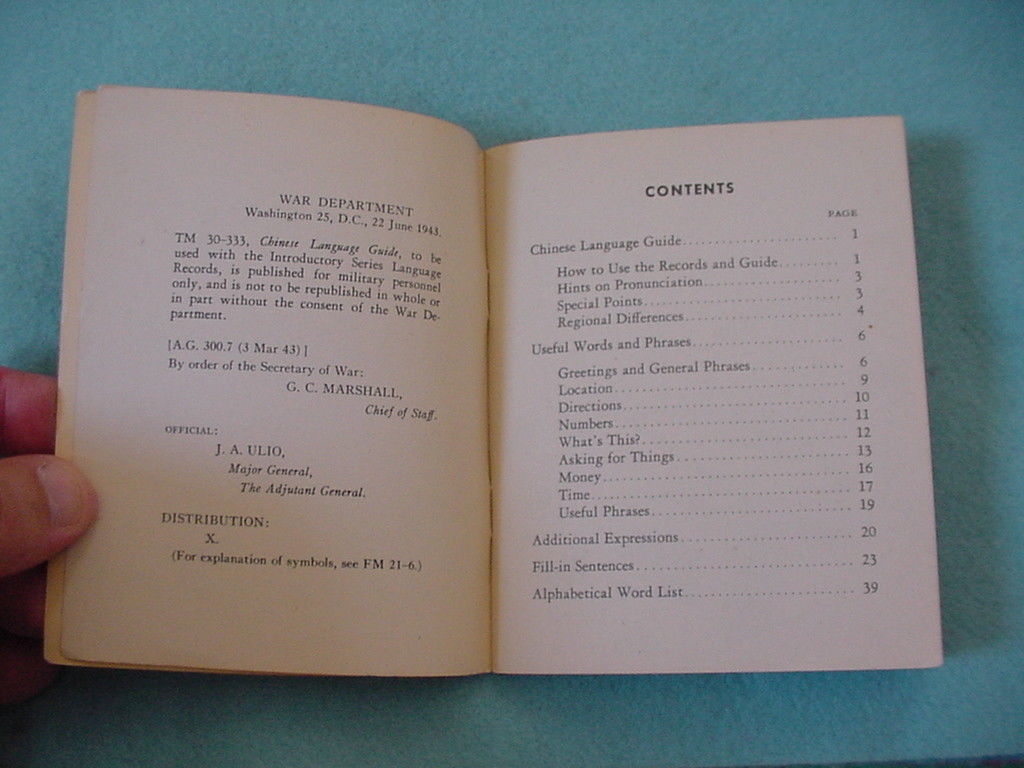 WAR DEPARTMENT
Washington 25, D.C., 22 June 1943.
TM 30-333, Chinese Language Guide, to be
used with the Introductory Series Language
Records, is published for military personnel
only, and is not to be republished in whole or
in part without the consent of the War De-
partment.
[A.G. 300.7 (3 Mar 43)]
By order of the Secretary of War:
G. C. MARSHALL,
Chief of Staff.
OFFICIAL:
J. A. ULIO,
Major General,
The Adjutant General.
DISTRIBUTION:
X.
(For explanation of symbols, see FM 21-6.)
CONTENTS
PAGE
Chinese Language Guide 1
How to Use the Records and Guide 1
Hints on Pronunciation 3
Special Points 3
Regional Differences 4
Useful Words and Phrases 6
Greetings and General Phrases 6
Location 9
Directions 10
Numbers 11
What's This? 12
Asking for Things 13
Money 16
Time 17
Useful Phrases 19
Additional Expressions 20
Fill-in Sentences 23
Alphabetical Word List 39